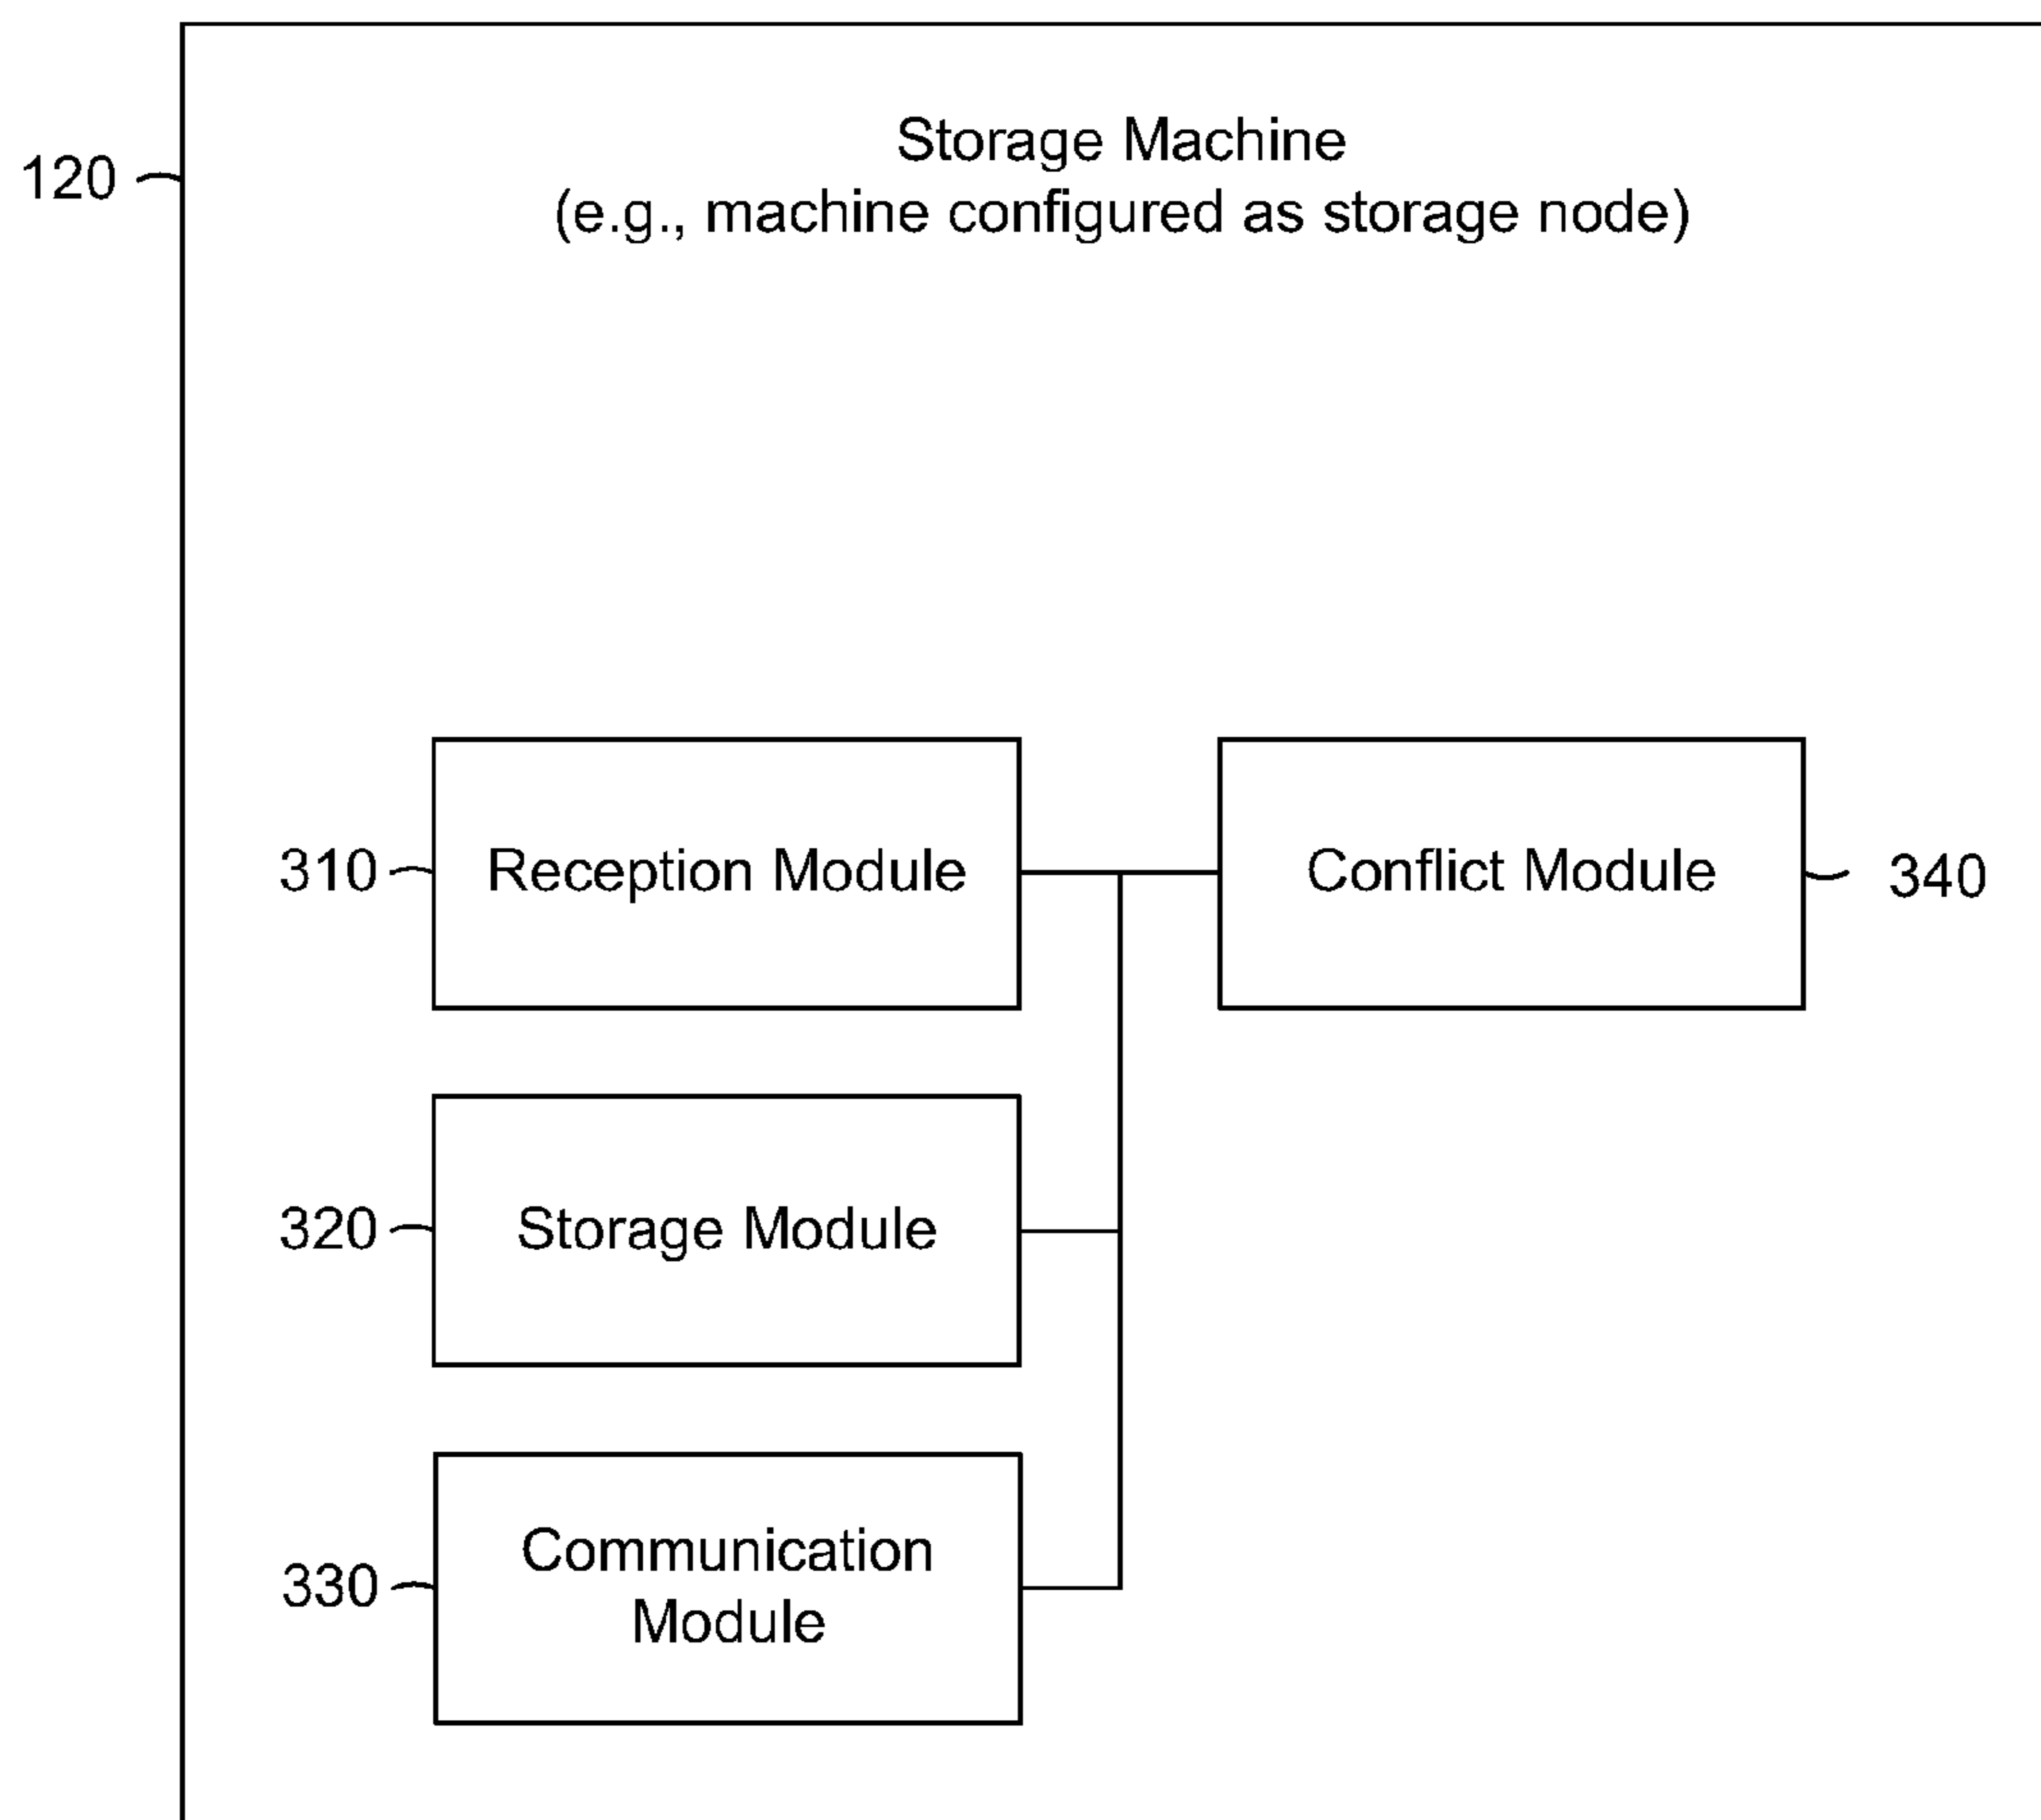 Storage Machine
(e.g., machine configured as storage node)
120
310
Reception Module
Conflict Module
340
320
Storage Module
330
Communication
Module